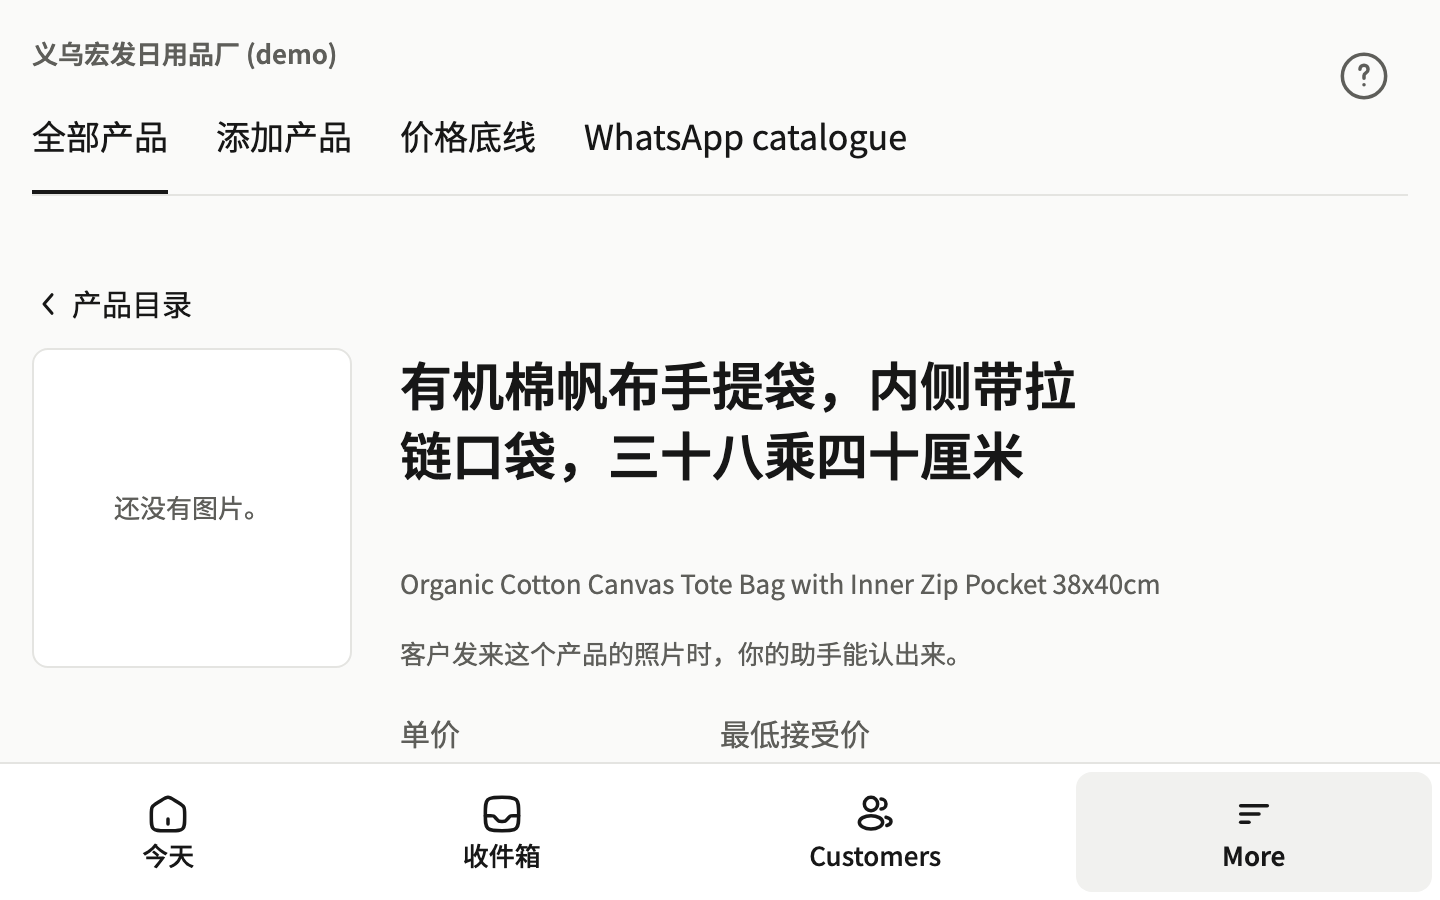 义乌宏发日用品厂 (demo)
全部产品
添加产品
价格底线
WhatsApp catalogue
产品目录
还没有图片。
有机棉帆布手提袋，内侧带拉
链口袋，三十八乘四十厘米
Organic Cotton Canvas Tote Bag with Inner Zip Pocket 38x40cm
客户发来这个产品的照片时，你的助手能认出来。
单价
最低接受价
今天
收件箱
Customers
More